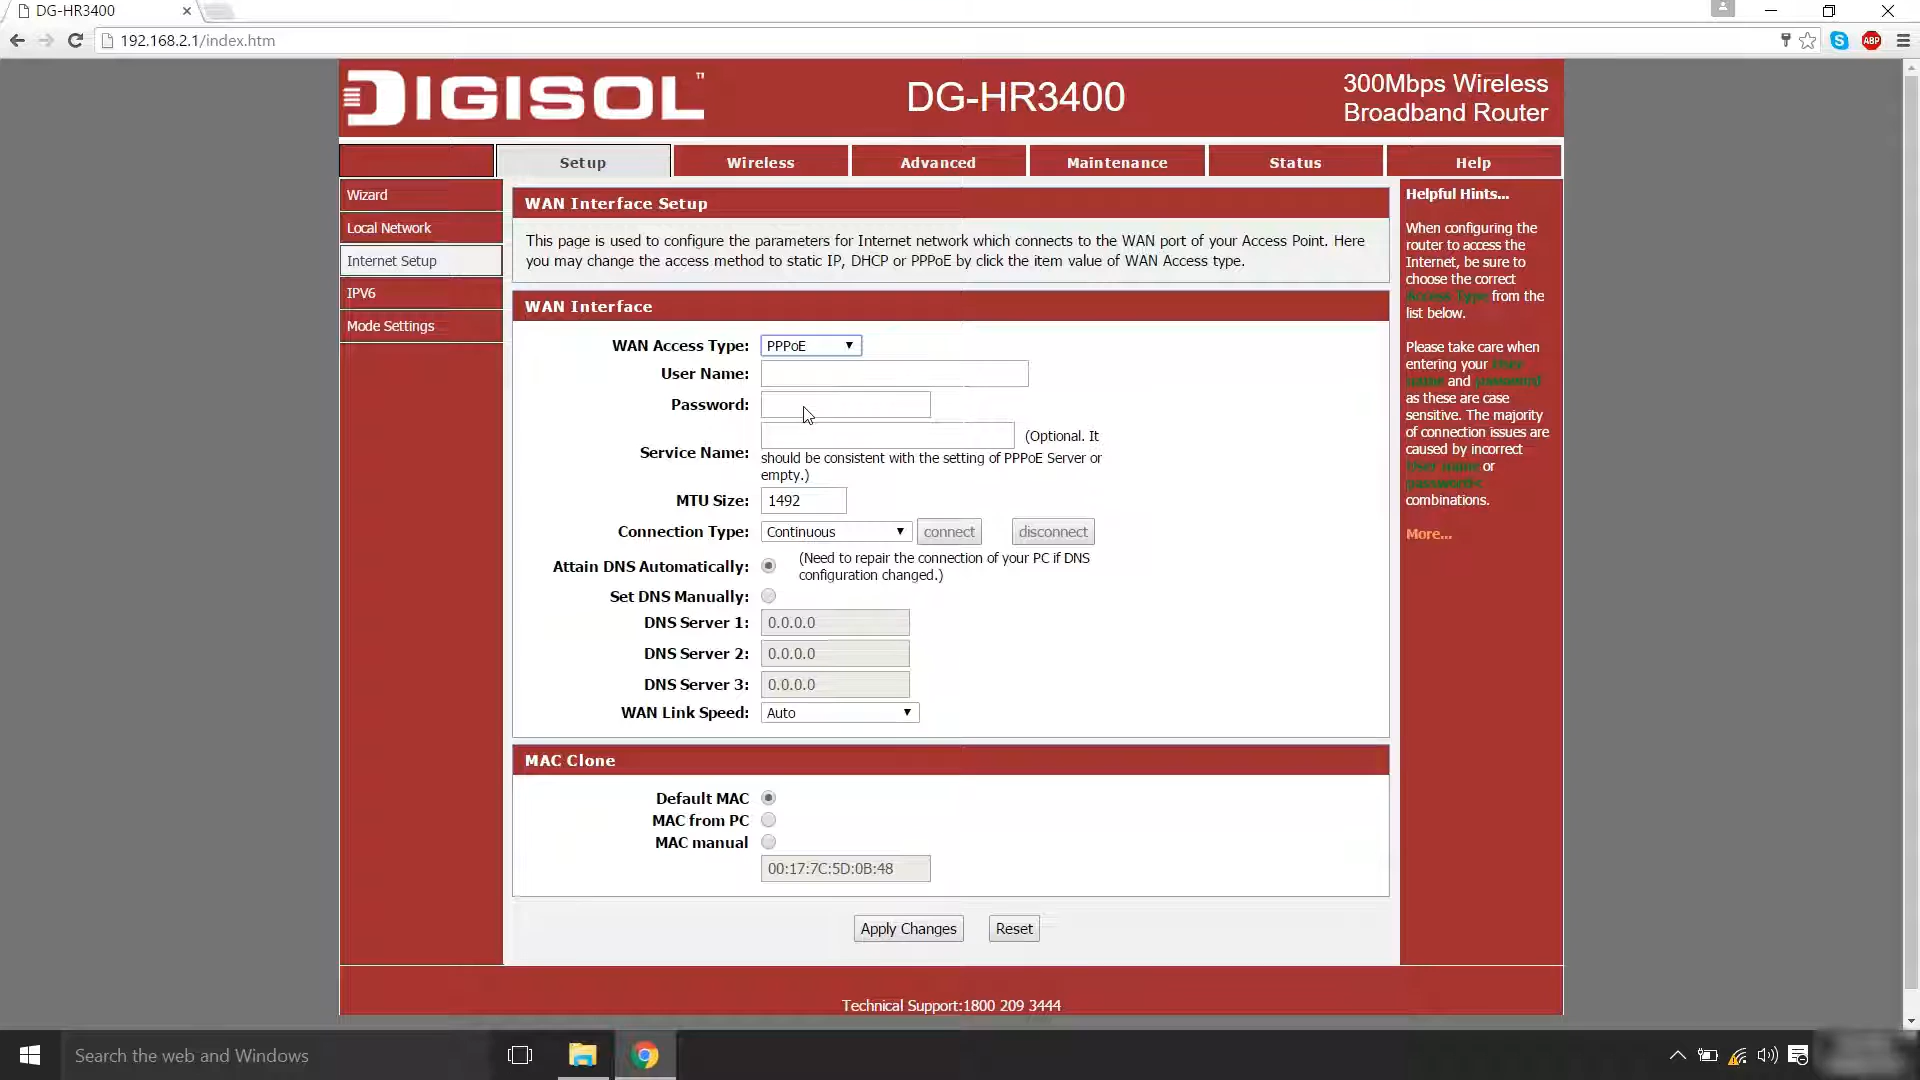 DG-HR3400
192.168.2.1/index.htm
S
ABP
DIGISOL™
DG-HR3400
300Mbps Wireless
Broadband Router
Setup
Wireless
Advanced
Maintenance
Status
Help
Wizard
Local Network
Internet Setup
IPV6
Mode Settings
WAN Interface Setup
This page is used to configure the parameters for Internet network which connects to the WAN port of your Access Point. Here
you may change the access method to static IP, DHCP or PPPoE by click the item value of WAN Access type.
WAN Interface
WAN Access Type: PPPoE
User Name:
Password:
(Optional. It
Service Name: should be consistent with the setting of PPPoE Server or
empty.)
MTU Size: 1492
Connection Type: Continuous connect disconnect
Attain DNS Automatically: (Need to repair the connection of your PC if DNS
configuration changed.)
Set DNS Manually:
DNS Server 1: 0.0.0.0
DNS Server 2: 0.0.0.0
DNS Server 3: 0.0.0.0
WAN Link Speed: Auto
MAC Clone
Default MAC
MAC from PC
MAC manual
00:17:7C:5D:0B:48
Apply Changes Reset
Helpful Hints...
When configuring the
router to access the
Internet, be sure to
choose the correct
Access Type from the
list below.
Please take care when
entering your User
name and password
as these are case
sensitive. The majority
of connection issues are
caused by incorrect
User name or
password<
combinations.
More...
Technical Support:1800 209 3444
Search the web and Windows